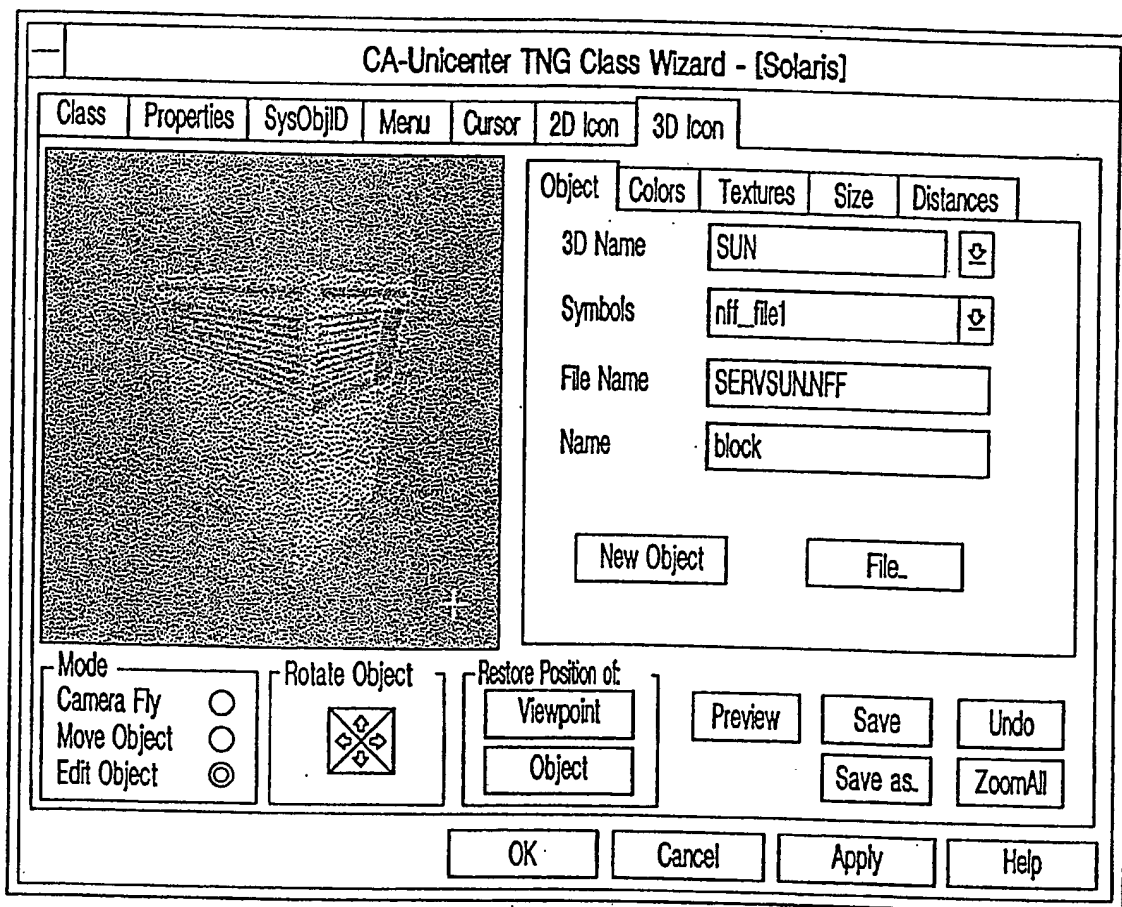 CA-Unicenter TNG Class Wizard - [Solaris]
Class Properties SysObjID Menu Cursor 2D Icon 3D Icon
Object Colors Textures Size Distances
3D Name SUN
Symbols nff_file1
File Name SERVSUN.NFF
Name block
New Object File...
Mode
Camera Fly
Move Object
Edit Object
Rotate Object
Restore Position of:
Viewpoint
Object
Preview Save Undo
Save as... ZoomAll
OK Cancel Apply Help